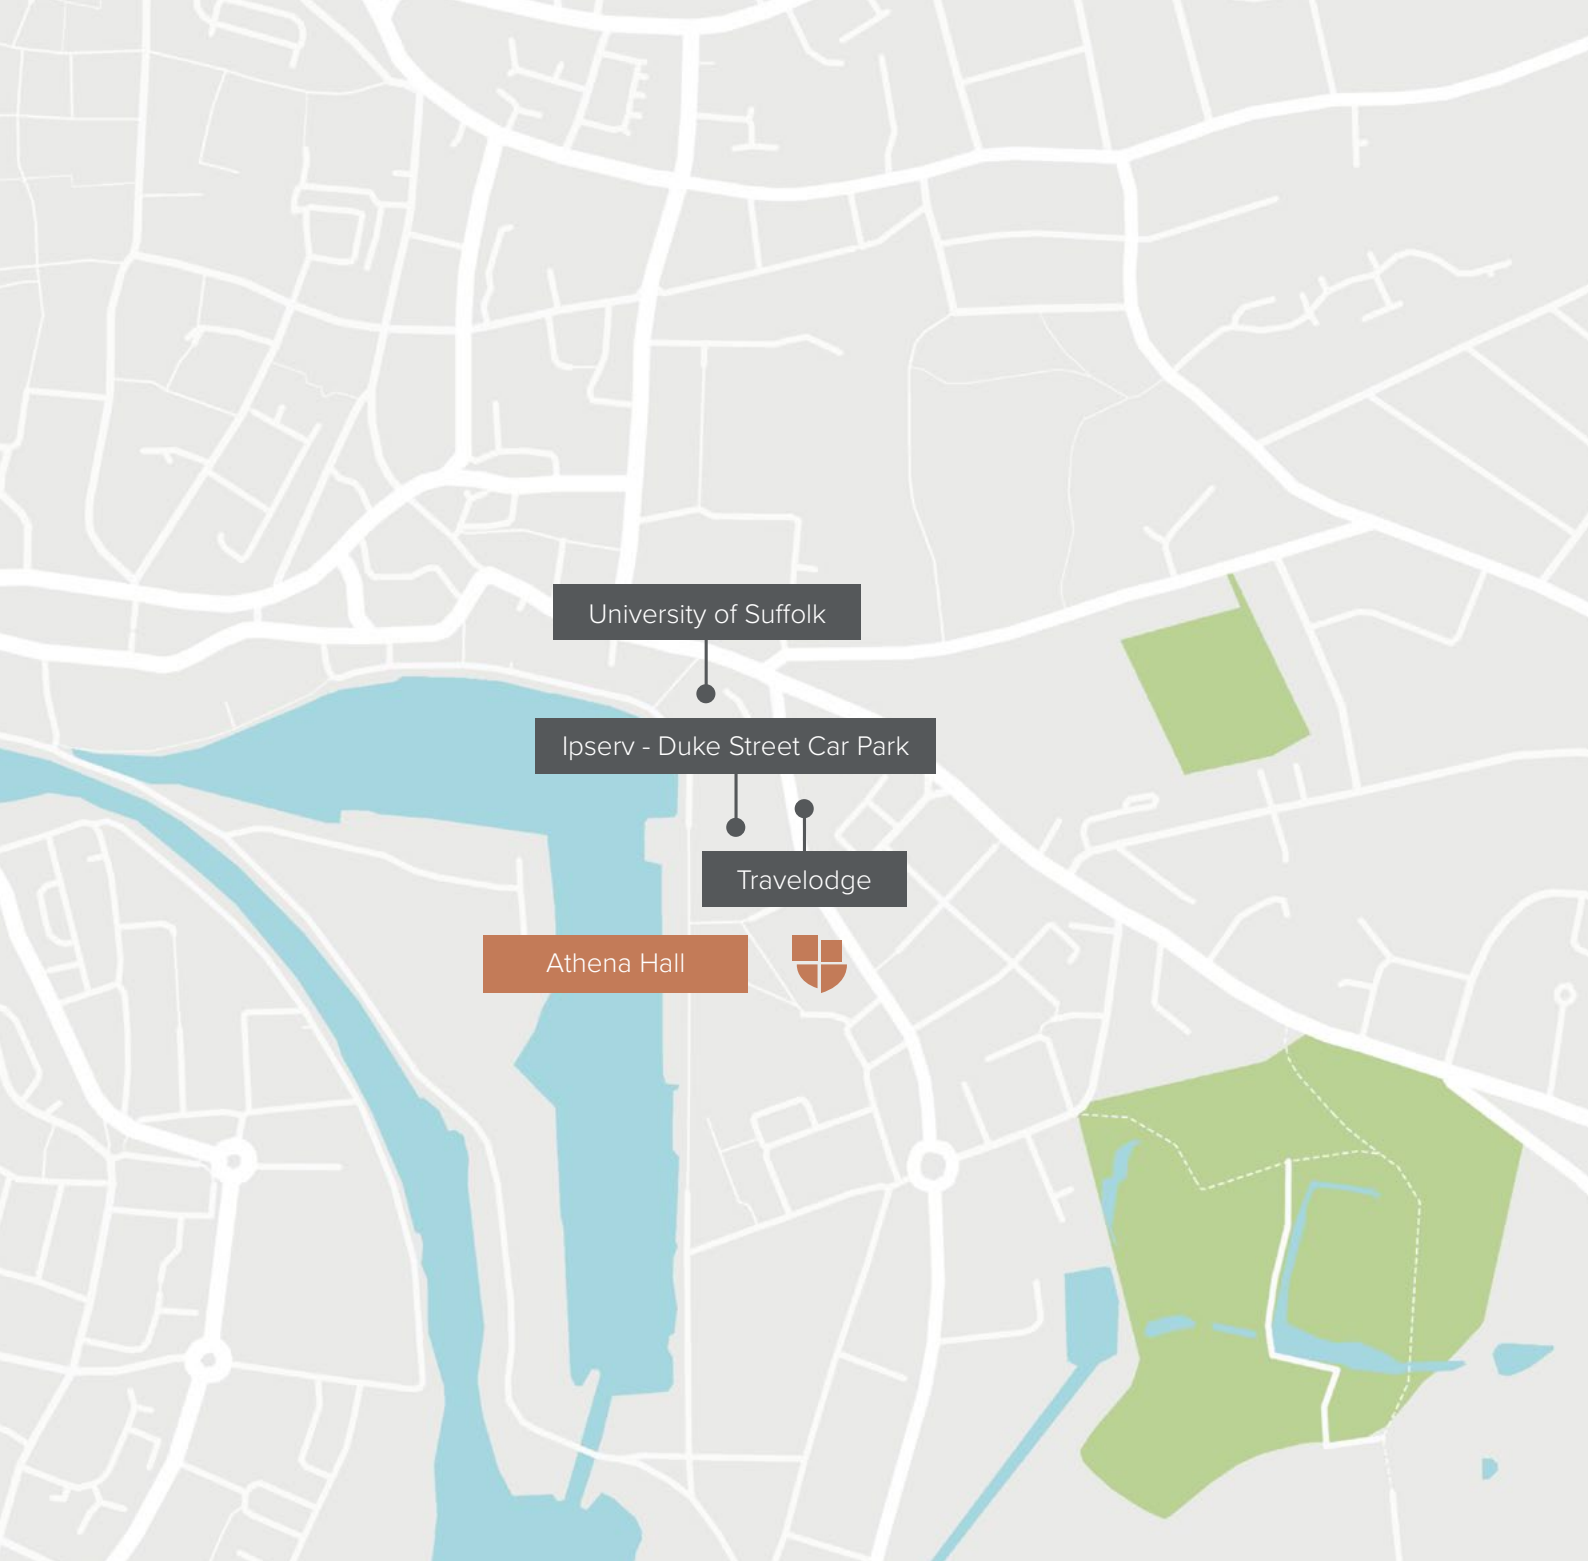 University of Suffolk
Ipserv - Duke Street Car Park
Travelodge
Athena Hall